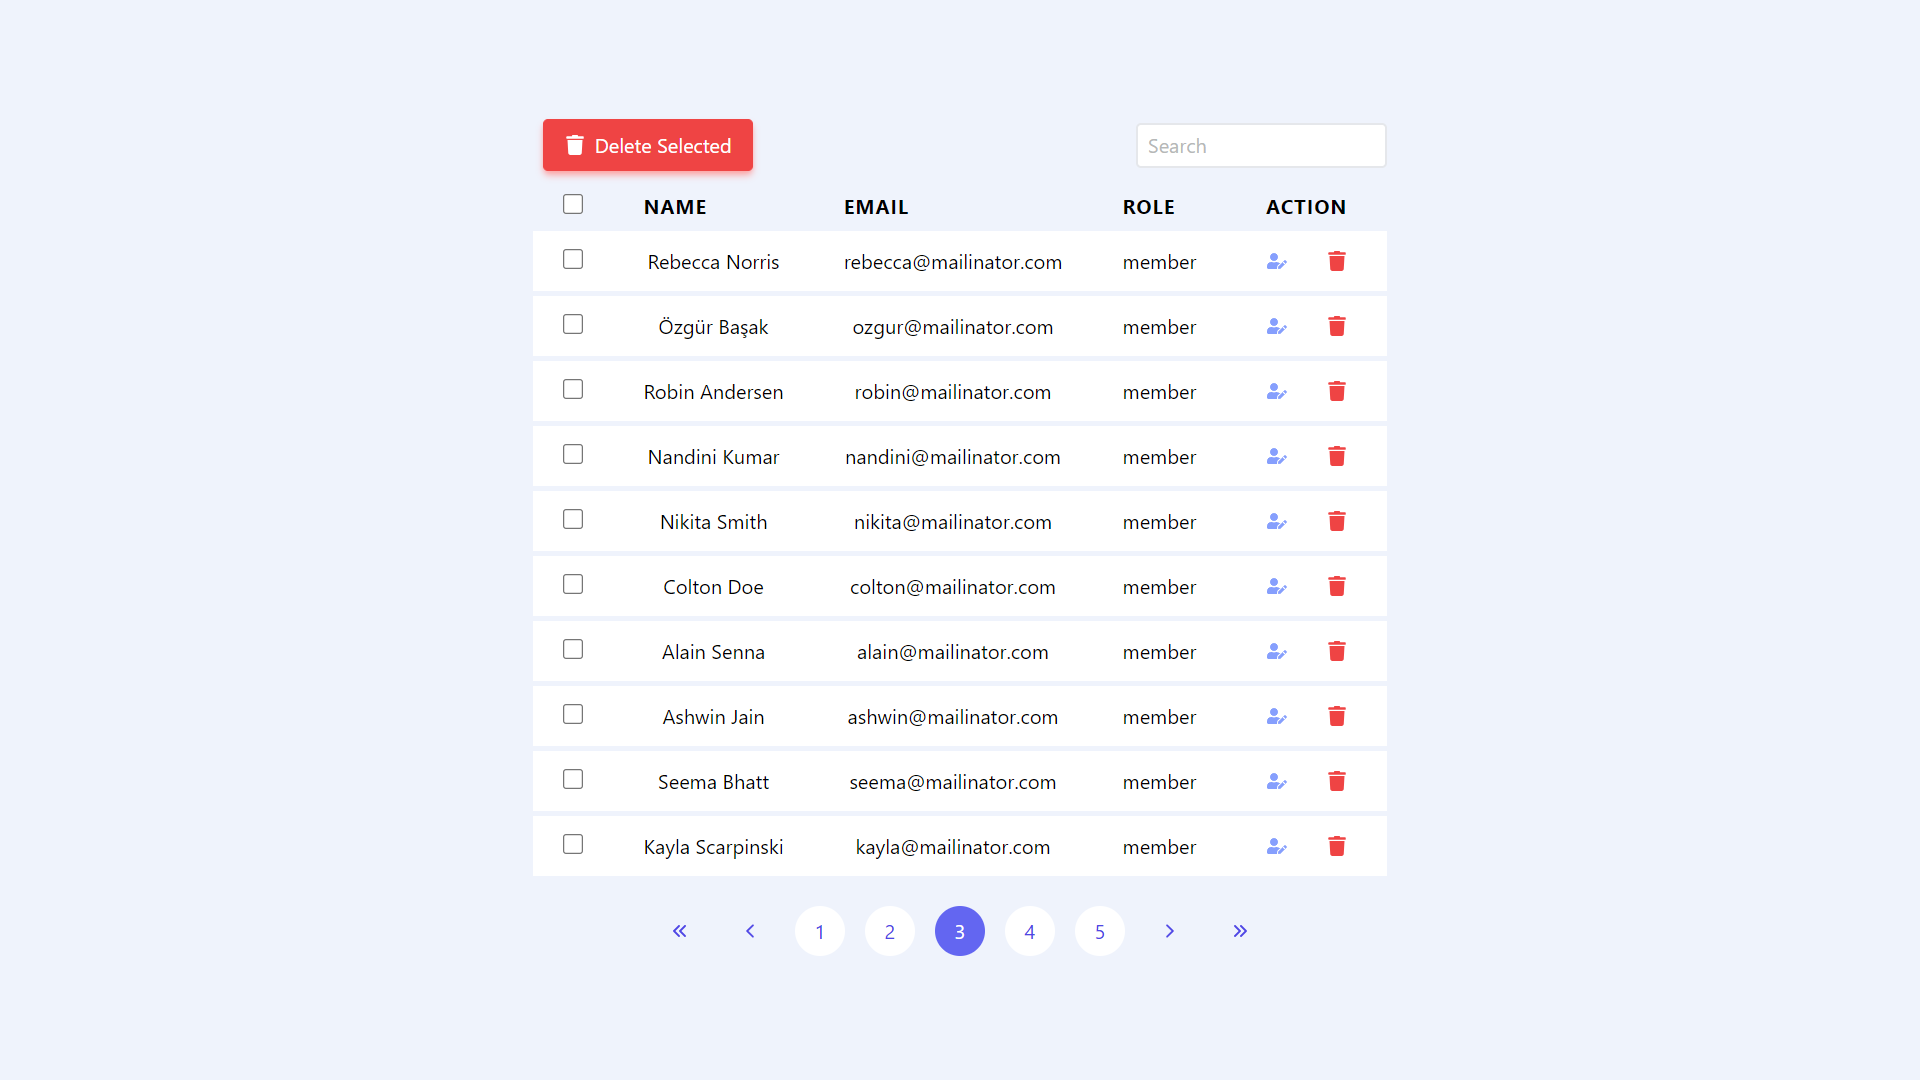 Delete Selected Search
NAME EMAIL ROLE ACTION
Rebecca Norris rebecca@mailinator.com member
Özgür Başak ozgur@mailinator.com member
Robin Andersen robin@mailinator.com member
Nandini Kumar nandini@mailinator.com member
Nikita Smith nikita@mailinator.com member
Colton Doe colton@mailinator.com member
Alain Senna alain@mailinator.com member
Ashwin Jain ashwin@mailinator.com member
Seema Bhatt seema@mailinator.com member
Kayla Scarpinski kayla@mailinator.com member
« ‹ 1 2 3 4 5 › »